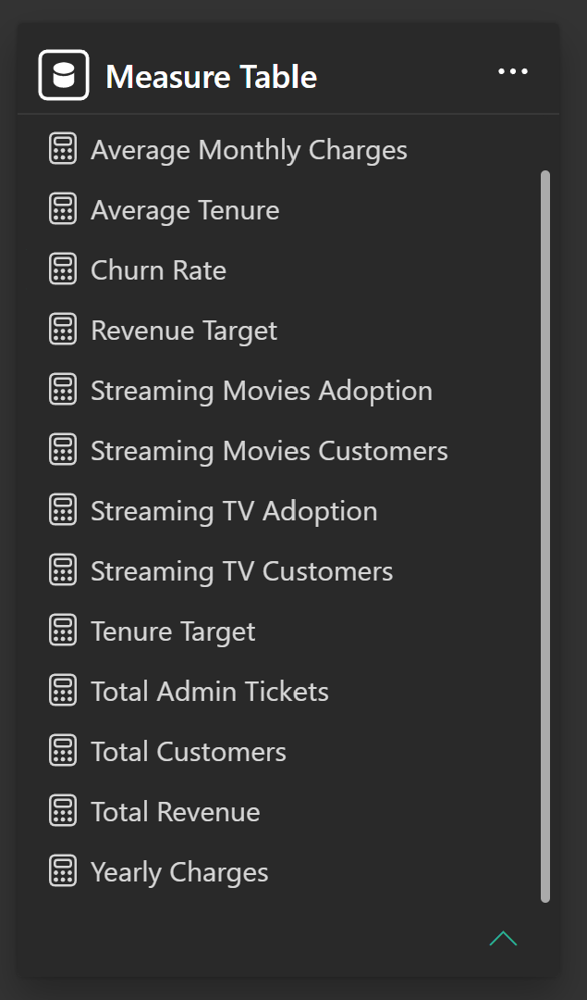 Measure Table
Average Monthly Charges
Average Tenure
Churn Rate
Revenue Target
Streaming Movies Adoption
Streaming Movies Customers
Streaming TV Adoption
Streaming TV Customers
Tenure Target
Total Admin Tickets
Total Customers
Total Revenue
Yearly Charges